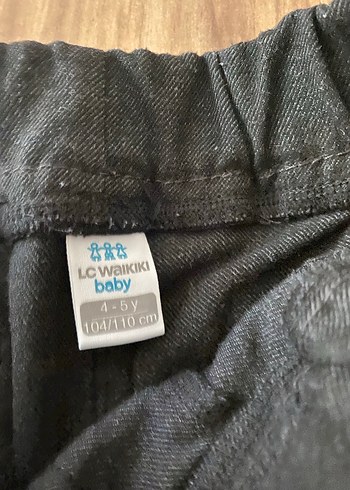 LC WAIKIKI
baby
4 - 5 y
104/110 cm